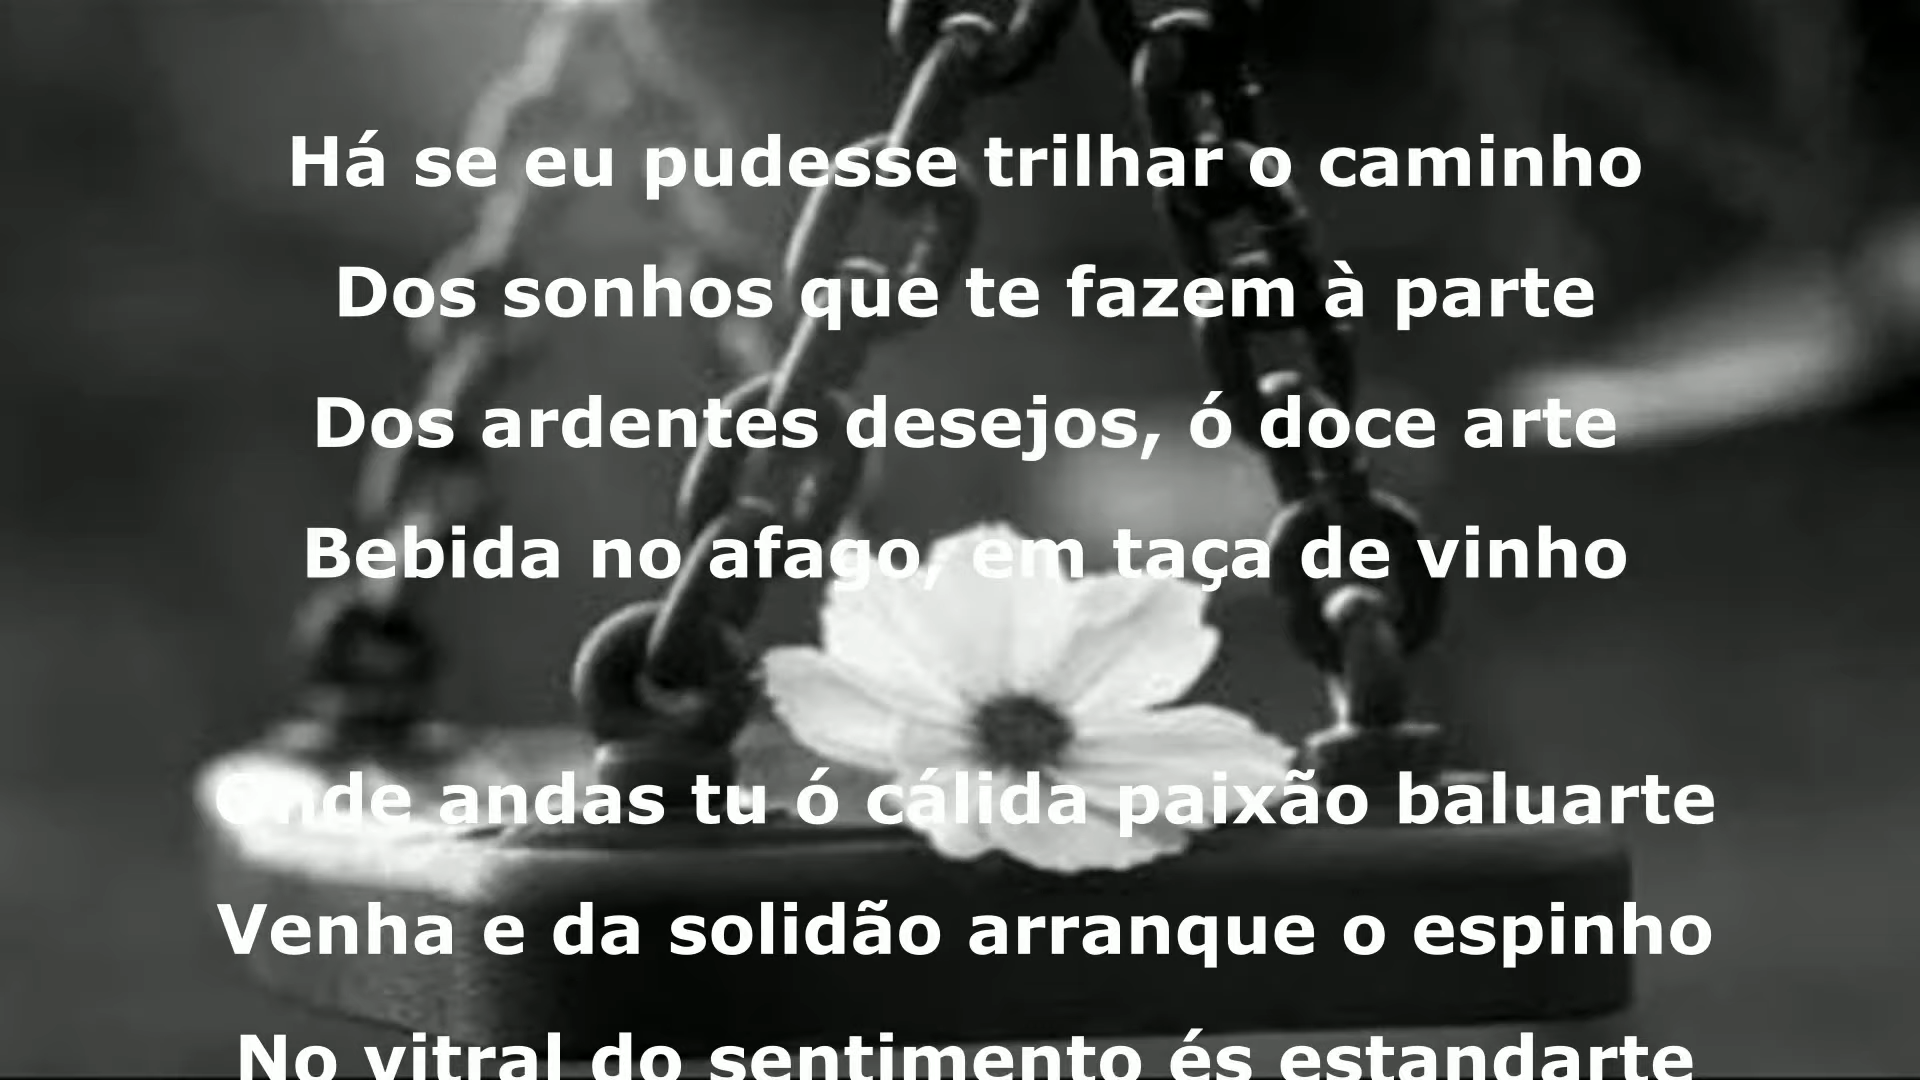 Há se eu pudesse trilhar o caminho
Dos sonhos que te fazem à parte
Dos ardentes desejos, ó doce arte
Bebida no afago, em taça de vinho
Onde andas tu ó cálida paixão baluarte
Venha e da solidão arranque o espinho
No vitral do sentimento és estandarte